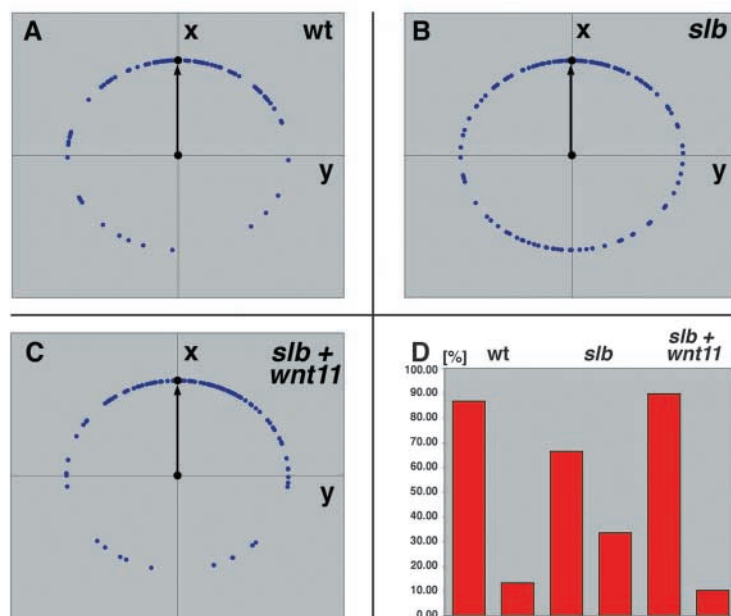 A x wt
y
B x slb
y
C x slb +
wnt11
y
D [%] wt slb slb +
wnt11
100.00
90.00
80.00
70.00
60.00
50.00
40.00
30.00
20.00
10.00
0.00